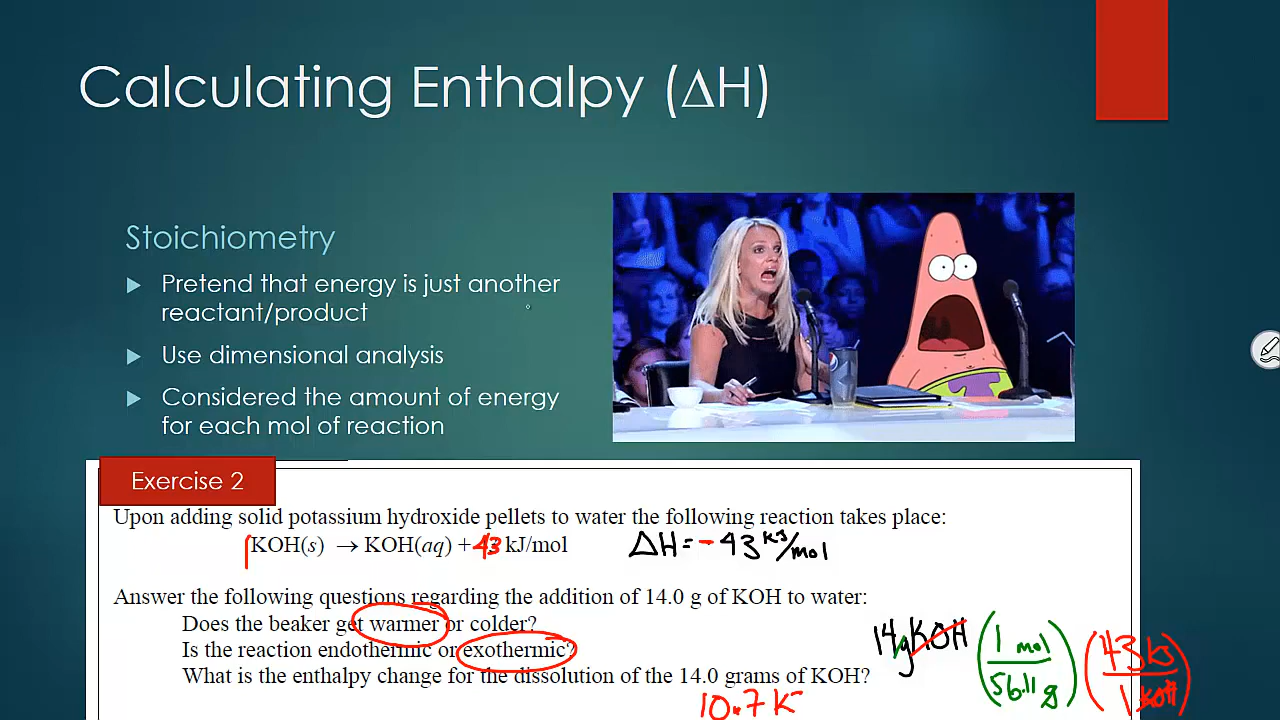 Calculating Enthalpy (ΔH)
Stoichiometry
Pretend that energy is just another
reactant/product
Use dimensional analysis
Considered the amount of energy
for each mol of reaction
Exercise 2
Upon adding solid potassium hydroxide pellets to water the following reaction takes place:
1 KOH(s) → KOH(aq) + 43 kJ/mol ΔH = -43 kJ/mol
Answer the following questions regarding the addition of 14.0 g of KOH to water:
Does the beaker get warmer or colder?
Is the reaction endothermic or exothermic?
14g KOH (1 mol / 56.11 g) (43 kJ / 1 KOH)
What is the enthalpy change for the dissolution of the 14.0 grams of KOH?
10.7 K